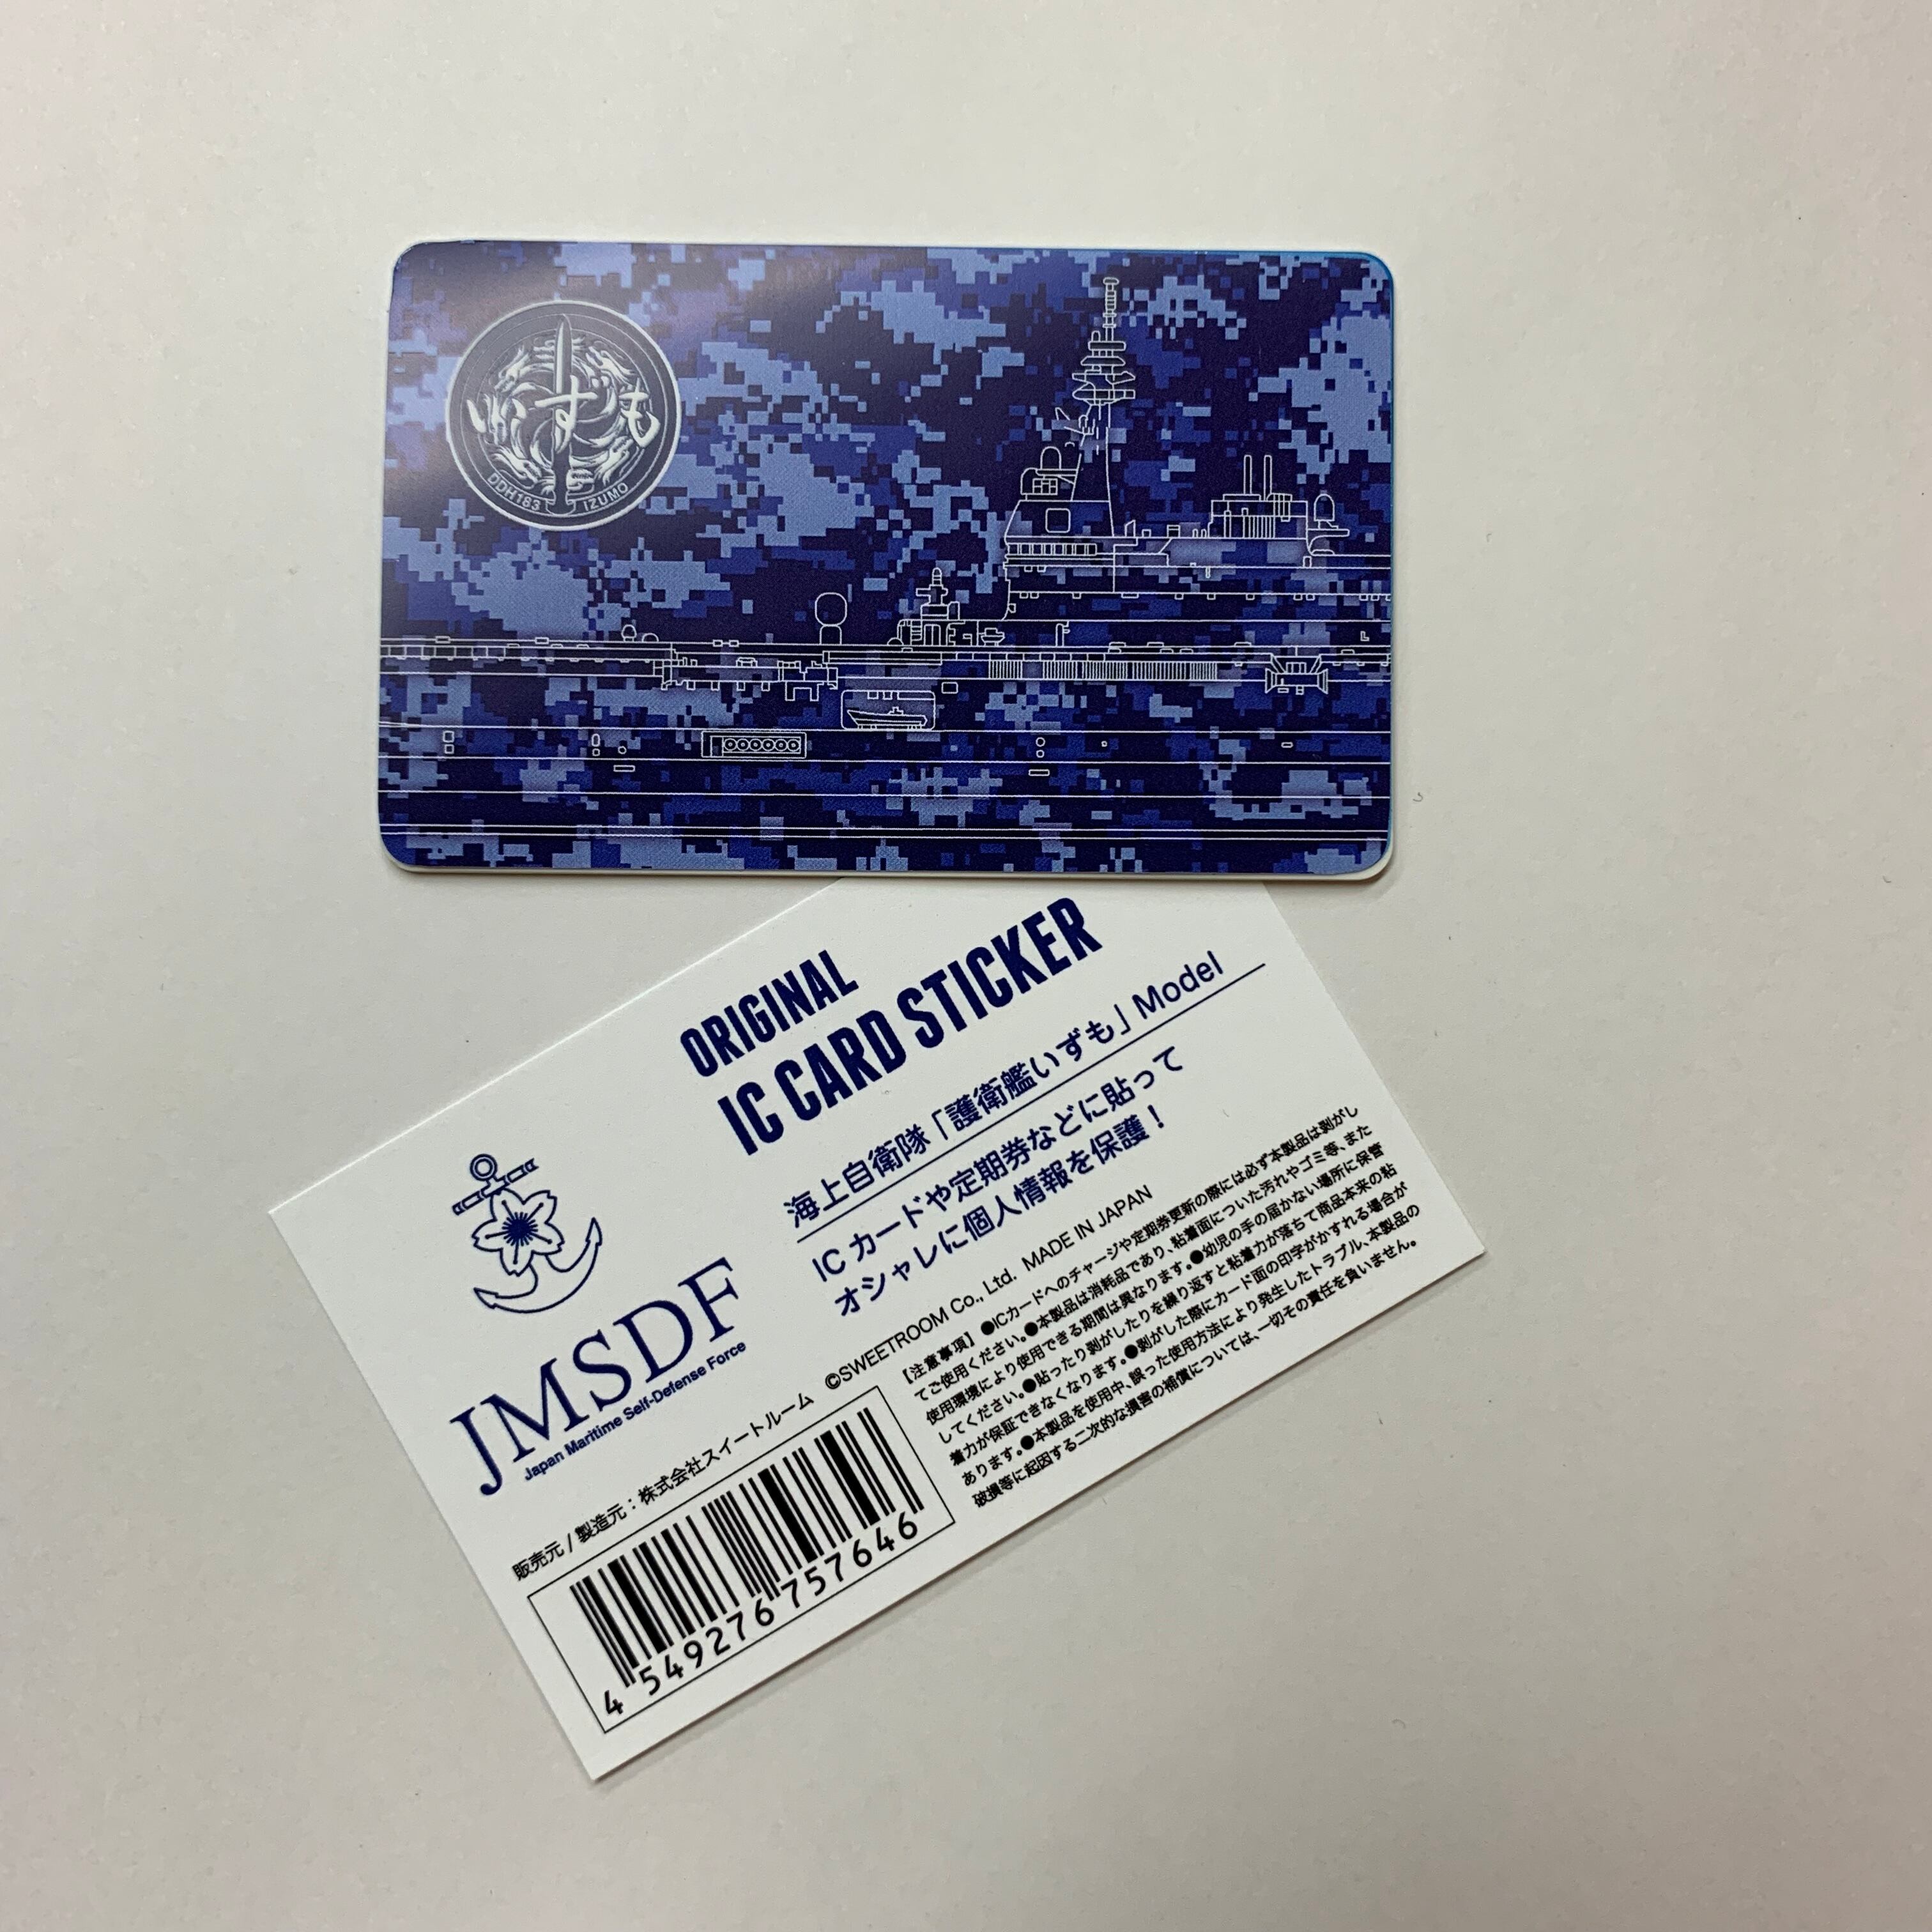 いずも
DDH183 IZUMO
ORIGINAL
IC CARD STICKER
海上自衛隊「護衛艦いずも」Model
ICカードや定期券などに貼って
オシャレに個人情報を保護！
JMSDF
Japan Maritime Self-Defense Force
販売元 / 製造元：株式会社スイートルーム ©SWEETROOM Co., Ltd. MADE IN JAPAN
【注意事項】●ICカードへのチャージや定期券更新の際には必ず本製品は剥がし
てご使用ください。●本製品は消耗品であり、粘着面についた汚れやゴミ等、また
使用環境により使用できる期間は異なります。●幼児の手の届かない場所に保管
してください。●貼ったり剥がしたりを繰り返すと粘着力が落ちて商品本来の粘
着力が保証できなくなります。●剥がした際にカード面の印字がかすれる場合が
あります。●本製品を使用中、誤った使用方法により発生したトラブル、本製品の
破損等に起因する二次的な損害の補償については、一切その責任を負いません。
4 549276 757646